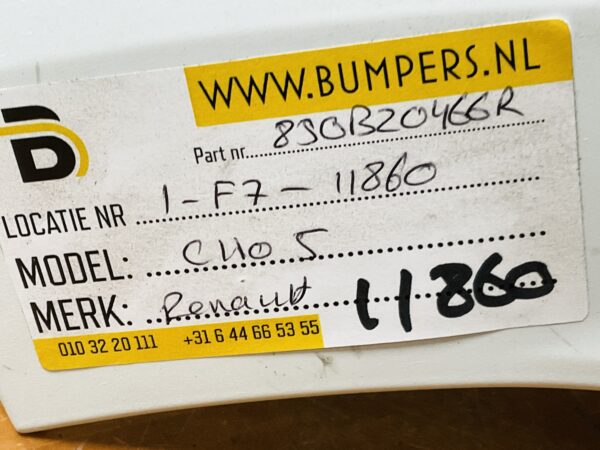 WWW.BUMPERS.NL
B
Part nr. 830B20466R
LOCATIE NR 1-F7-11860
MODEL: Clio 5
MERK: Renault 11860
010 32 20 111 +31 6 44 66 53 55